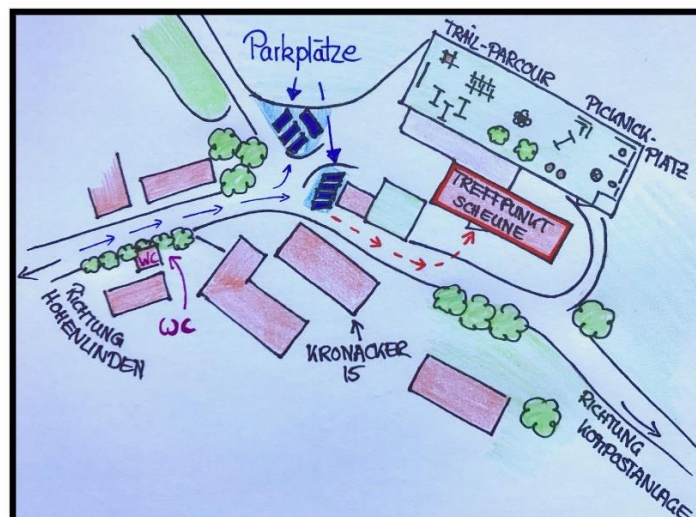 Parkplätze
TRAIL-PARCOUR
PICKNICK-
PLATZ
TREFFPUNKT
SCHEUNE
WC
WC
RICHTUNG
HOHENLINDEN
KRONACKER
15
RICHTUNG
KOMPOSTANLAGE